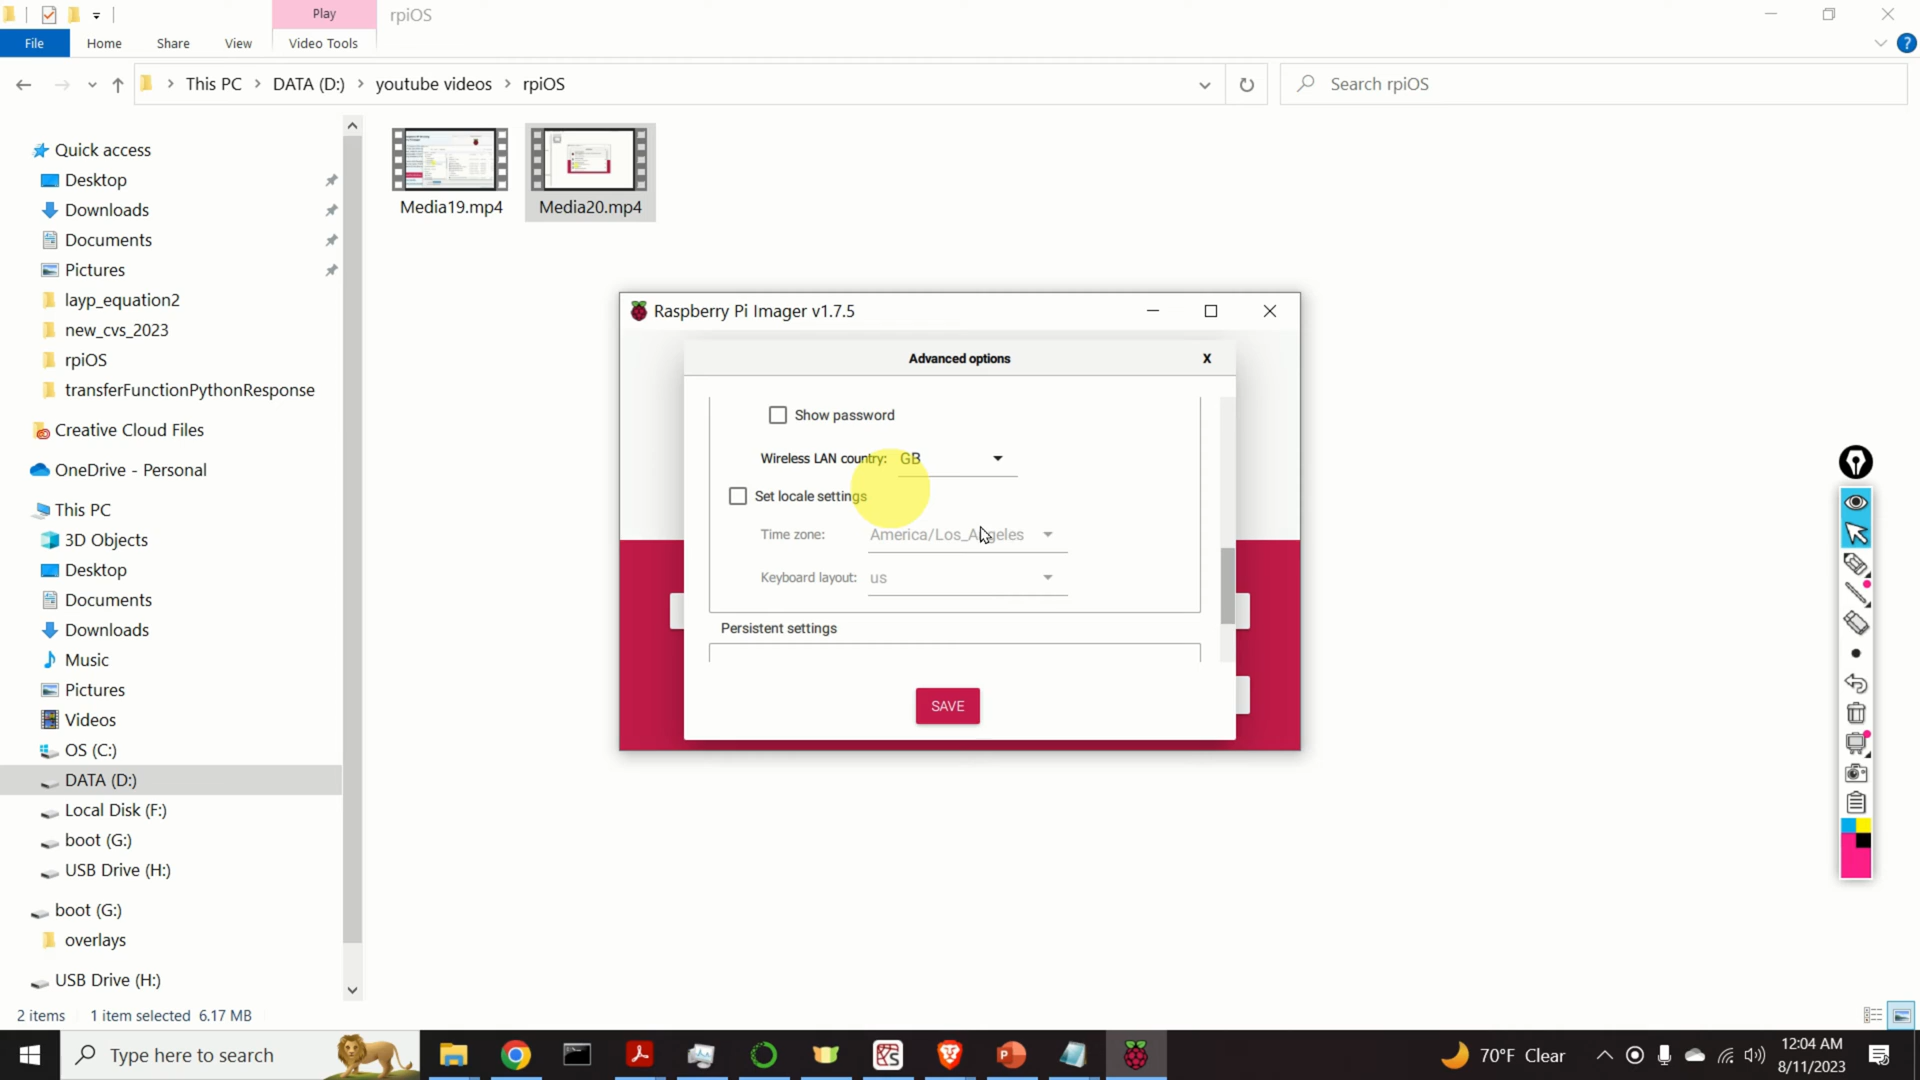 Play
rpiOS
File
Home
Share
View
Video Tools
?
This PC
DATA (D:)
youtube videos
rpiOS
Search rpiOS
Quick access
Desktop
Downloads
Documents
Pictures
layp_equation2
new_cvs_2023
rpiOS
transferFunctionPythonResponse
Creative Cloud Files
OneDrive - Personal
This PC
3D Objects
Desktop
Documents
Downloads
Music
Pictures
Videos
OS (C:)
DATA (D:)
Local Disk (F:)
boot (G:)
USB Drive (H:)
boot (G:)
overlays
USB Drive (H:)
Media19.mp4
Media20.mp4
Raspberry Pi Imager v1.7.5
Advanced options
X
Show password
Wireless LAN country: GB
Set locale settings
Time zone: America/Los_Angeles
Keyboard layout: us
Persistent settings
SAVE
2 items
1 item selected 6.17 MB
Type here to search
70°F Clear
12:04 AM
8/11/2023